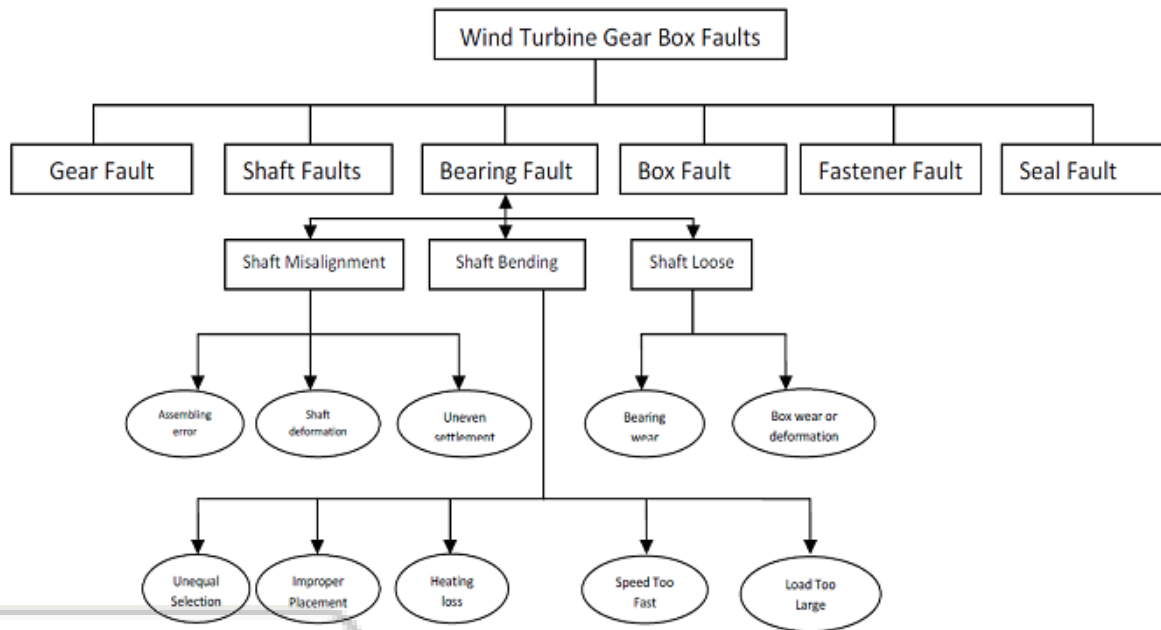 Wind Turbine Gear Box Faults
Gear Fault
Shaft Faults
Bearing Fault
Box Fault
Fastener Fault
Seal Fault
Shaft Misalignment
Shaft Bending
Shaft Loose
Assembling
error
Shaft
deformation
Uneven
settlement
Bearing
wear
Box wear or
deformation
Unequal
Selection
Improper
Placement
Heating
loss
Speed Too
Fast
Load Too
Large